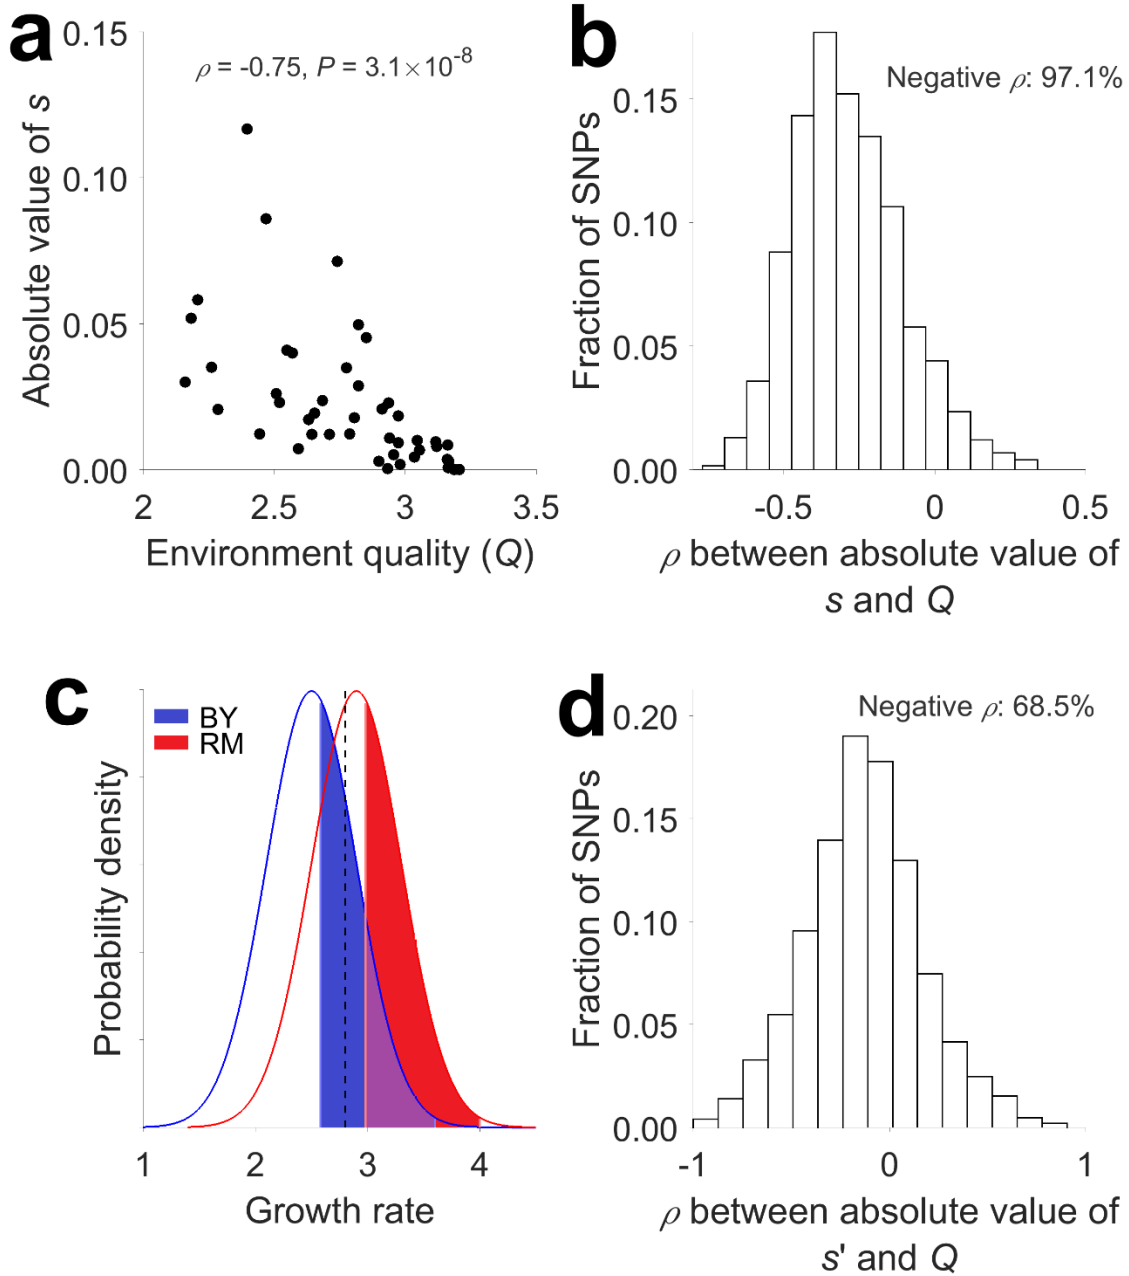 a
ρ = -0.75, P = 3.1×10-8
Absolute value of s
0.15
0.10
0.05
0.00
2 2.5 3 3.5
Environment quality (Q)
b
Negative ρ: 97.1%
Fraction of SNPs
0.15
0.10
0.05
0.00
-0.5 0 0.5
ρ between absolute value of
s and Q
c
BY
RM
Probability density
1 2 3 4
Growth rate
d
Negative ρ: 68.5%
Fraction of SNPs
0.20
0.15
0.10
0.05
0.00
-1 0 1
ρ between absolute value of
s' and Q